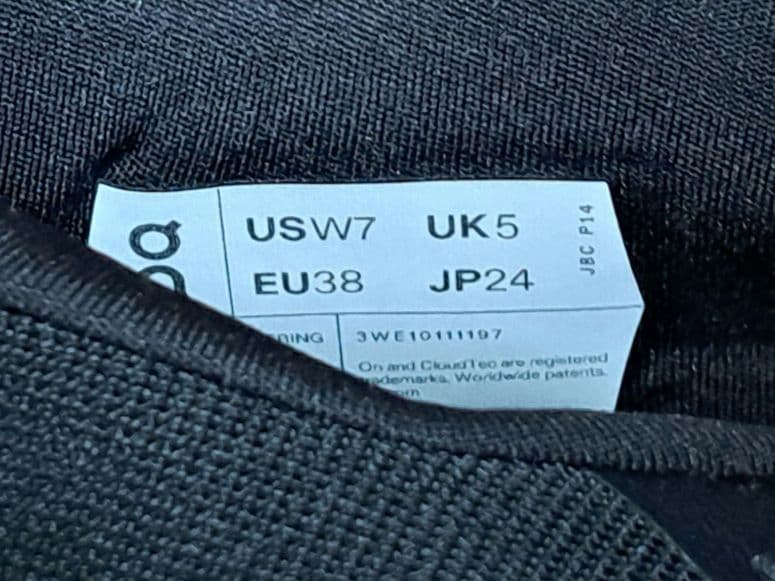 USW7 UK5
EU38 JP24
JBC P14
3WE10111197
On and CloudTec are registered
trademarks. Worldwide patents.